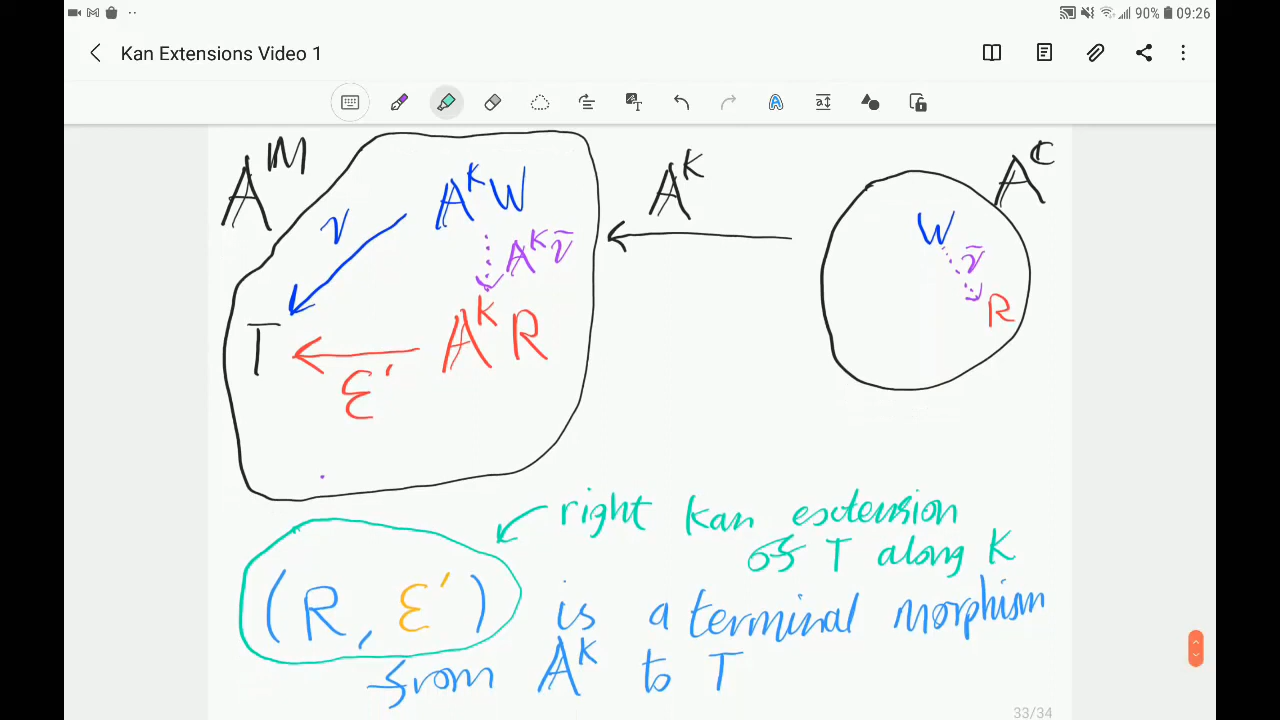 90% 09:26
Kan Extensions Video 1
A^M
A^K
A^C
ν
A^K W
W
A^K ν̃
ν̃
T
A^K R
R
ε'
right kan extension
of T along K
(R, ε') is a terminal morphism
from A^K to T
33/34